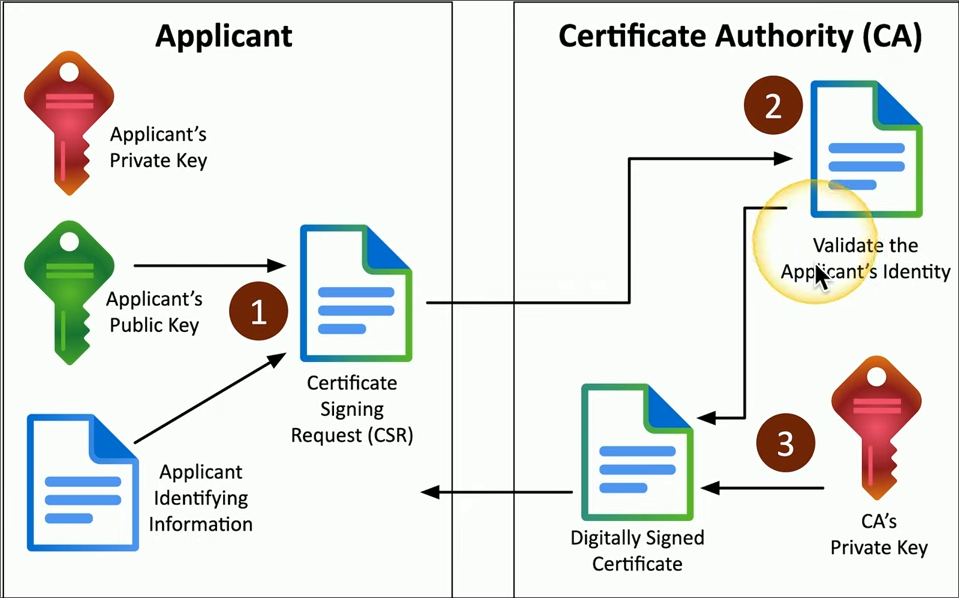 Applicant
Applicant's
Private Key
Applicant's
Public Key
1
Certificate
Signing
Request (CSR)
Applicant
Identifying
Information
Certificate Authority (CA)
2
Validate the
Applicant's Identity
3
CA's
Private Key
Digitally Signed
Certificate